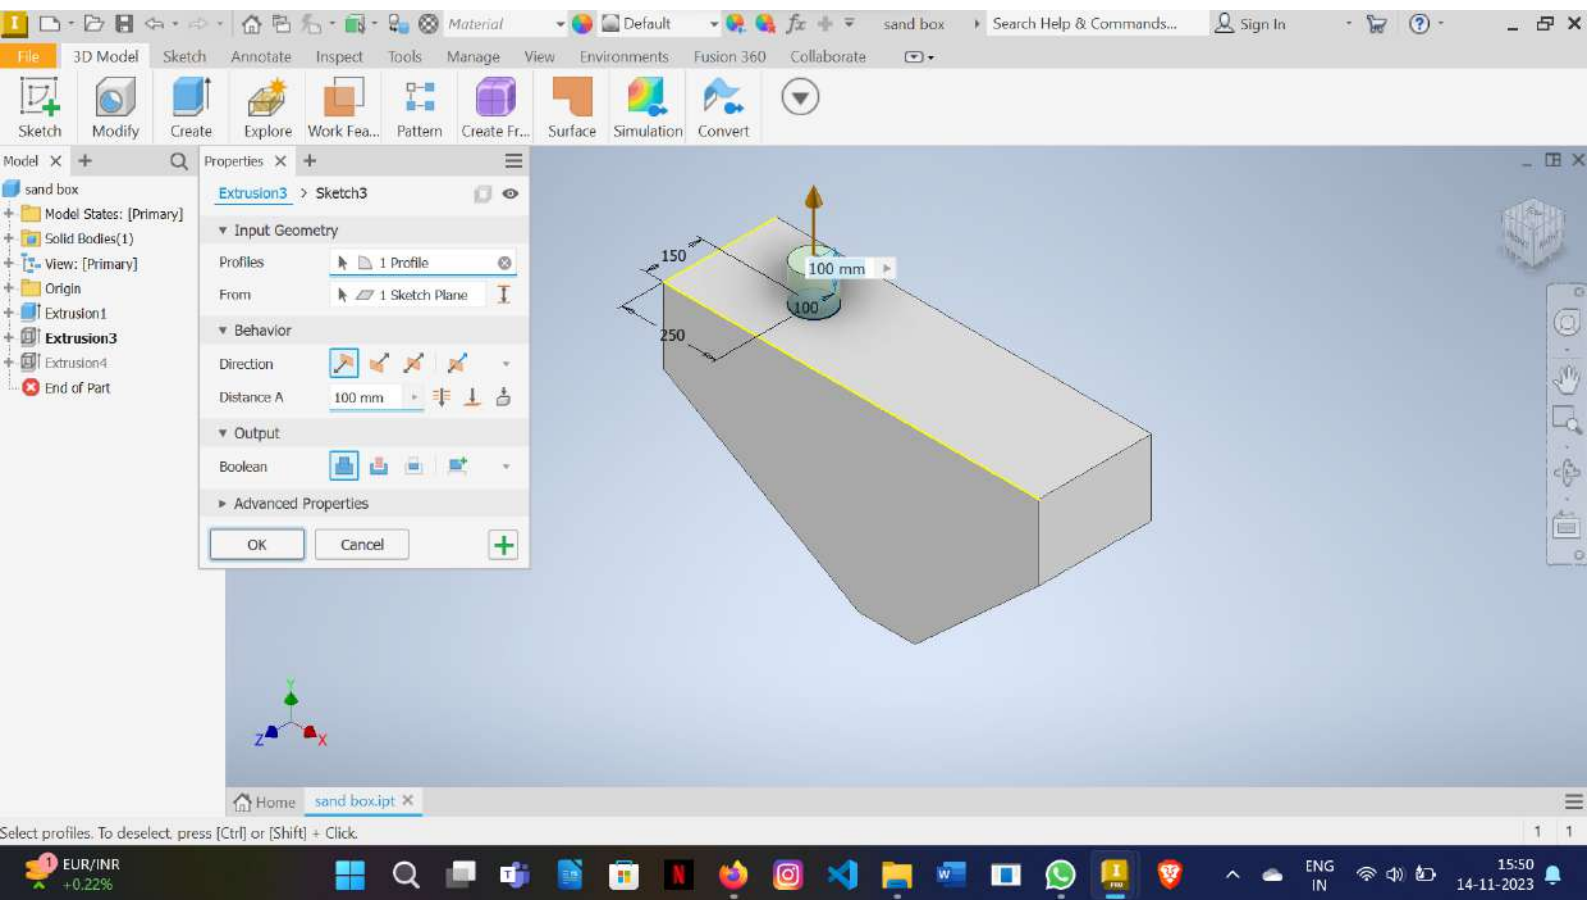 Material
Default
fx
sand box
Search Help & Commands...
Sign In
File 3D Model Sketch Annotate Inspect Tools Manage View Environments Fusion 360 Collaborate
Sketch Modify Create Explore Work Fea... Pattern Create Fr... Surface Simulation Convert
Model
Properties
sand box
Model States: [Primary]
Solid Bodies(1)
View: [Primary]
Origin
Extrusion1
Extrusion3
Extrusion4
End of Part
Extrusion3 > Sketch3
Input Geometry
Profiles 1 Profile
From 1 Sketch Plane
Behavior
Direction
Distance A 100 mm
Output
Boolean
Advanced Properties
OK Cancel
150
100 mm
100
250
Y
Z X
Home sand box.ipt
Select profiles. To deselect, press [Ctrl] or [Shift] + Click.
1 1
1
EUR/INR
+0.22%
ENG
IN
15:50
14-11-2023